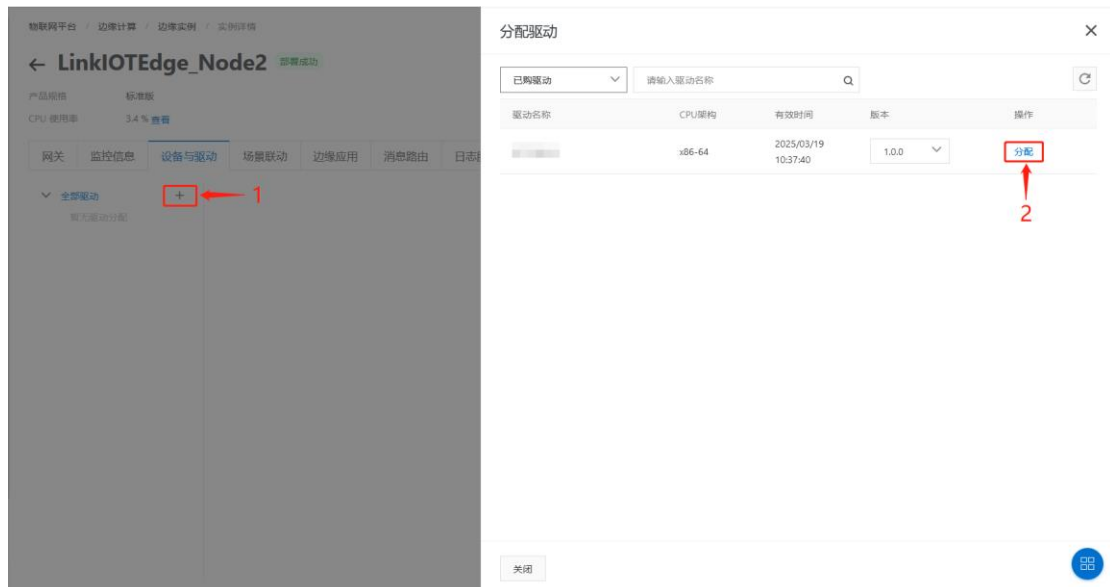 物联网平台 / 边缘计算 / 边缘实例 / 实例详情
← LinkIOTEdge_Node2 部署成功
产品规格 标准版
CPU 使用率 3.4 % 查看
网关 监控信息 设备与驱动 场景联动 边缘应用 消息路由 日志
全部驱动 + 1
暂无驱动分配
分配驱动
已购驱动 请输入驱动名称
驱动名称 CPU架构 有效时间 版本 操作
x86-64 2025/03/19 1.0.0 分配
10:37:40
2
关闭